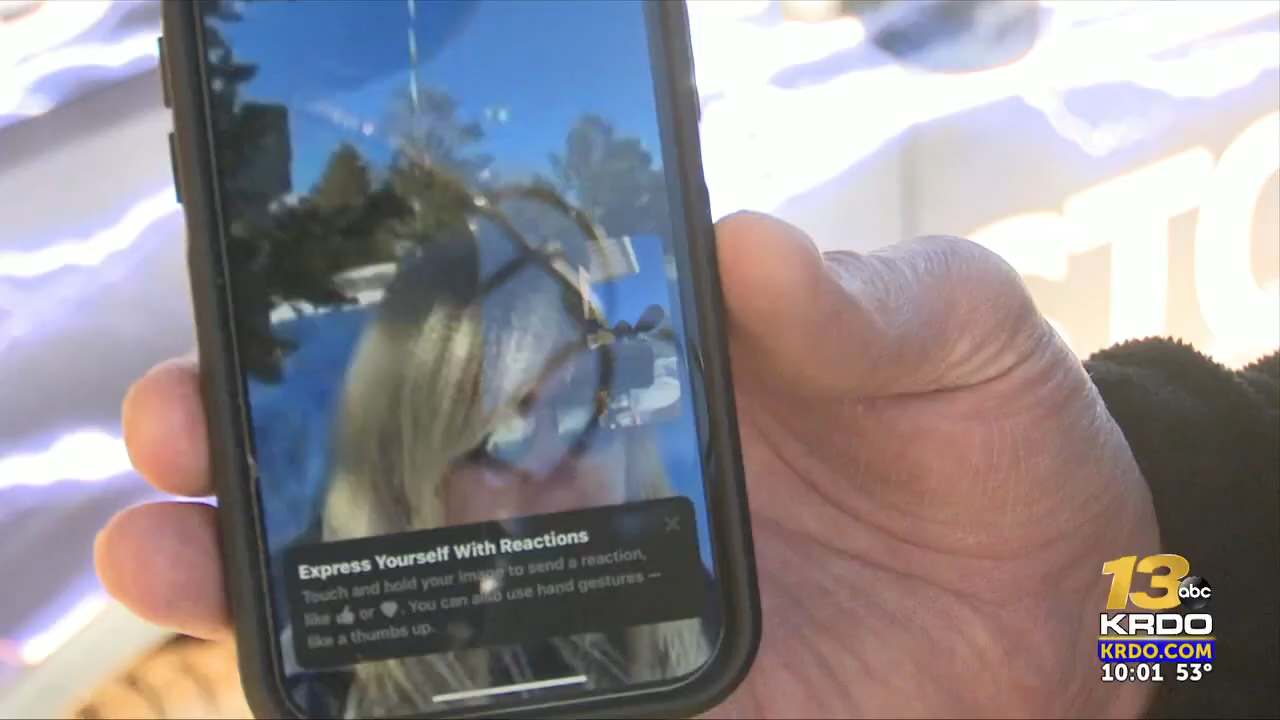 CTO
Express Yourself With Reactions
Touch and hold your image to send a reaction,
like 👍 or ♥. You can also use hand gestures —
like a thumbs up.
13 abc
KRDO
KRDO.COM
10:01 53°